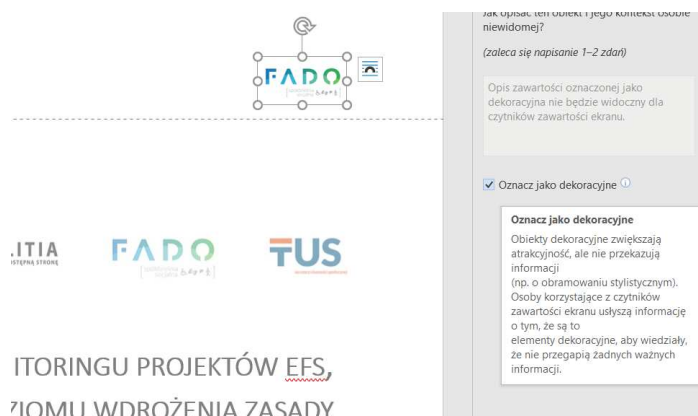 Jak opisać ten obiekt i jego kontekst osobie
niewidomej?
(zaleca się napisanie 1–2 zdań)
Opis zawartości oznaczonej jako
dekoracyjna nie będzie widoczny dla
czytników zawartości ekranu.
Oznacz jako dekoracyjne
Oznacz jako dekoracyjne
Obiekty dekoracyjne zwiększają
atrakcyjność, ale nie przekazują
informacji
(np. o obramowaniu stylistycznym).
Osoby korzystające z czytników
zawartości ekranu usłyszą informację
o tym, że są to
elementy dekoracyjne, aby wiedziały,
że nie przegapią żadnych ważnych
informacji.
FADO
.ITIA
FADO
TUS
ITORINGU PROJEKTÓW EFS,
ZIOMU WDROŻENIA ZASADY